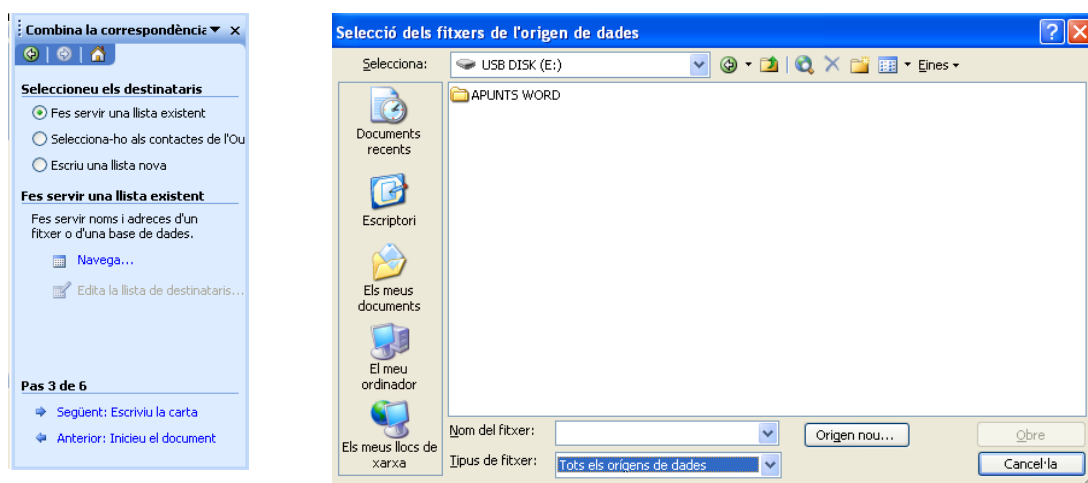 Combina la correspondència
Seleccioneu els destinataris
Fes servir una llista existent
Selecciona-ho als contactes de l'Ou
Escriu una llista nova
Fes servir una llista existent
Fes servir noms i adreces d'un
fitxer o d'una base de dades.
Navega...
Edita la llista de destinataris...
Pas 3 de 6
Següent: Escriviu la carta
Anterior: Inicieu el document
Selecció dels fitxers de l'origen de dades
Selecciona:
USB DISK (E:)
Eines
APUNTS WORD
Documents
recents
Escriptori
Els meus
documents
El meu
ordinador
Els meus llocs de
xarxa
Nom del fitxer:
Origen nou...
Obre
Tipus de fitxer:
Tots els orígens de dades
Cancel·la